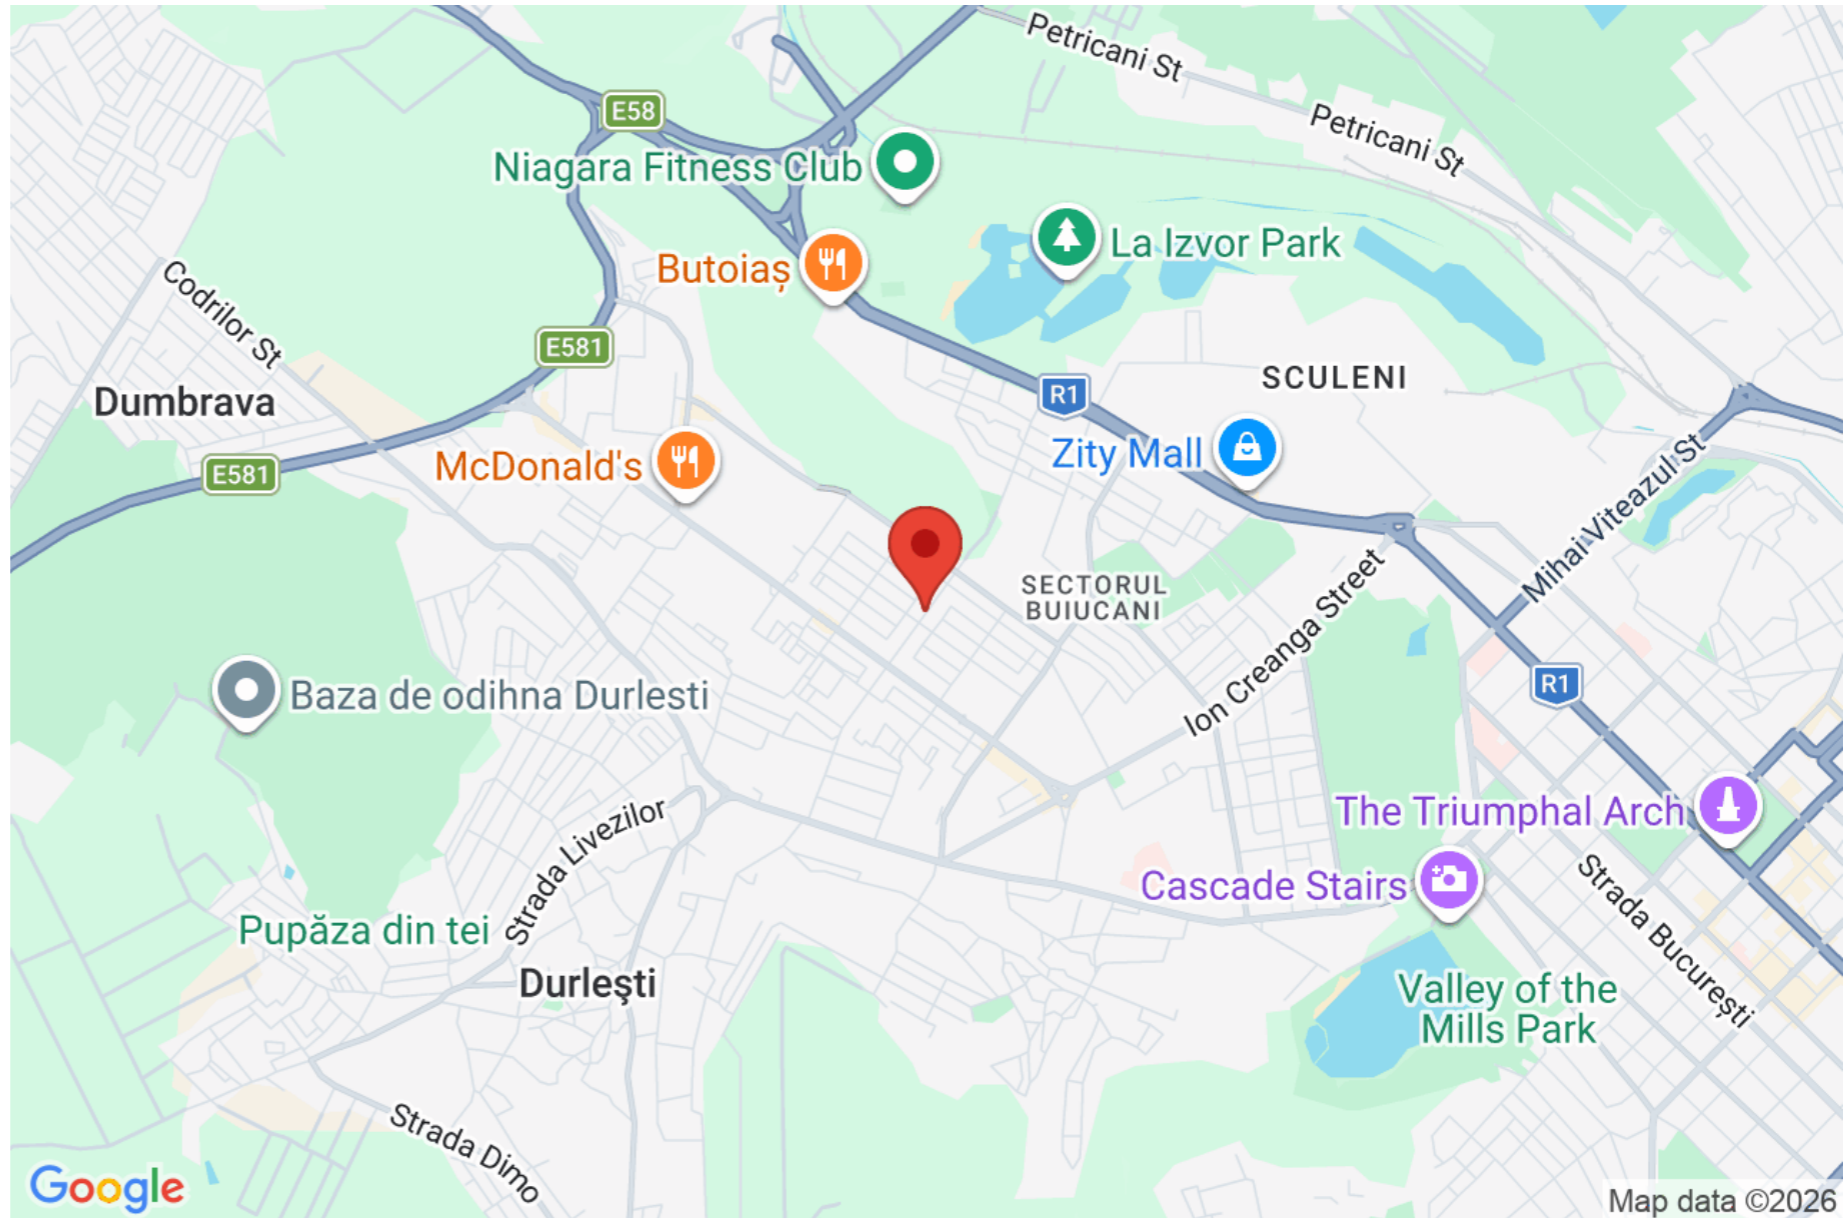 Petricani St
Petricani St
E58
Niagara Fitness Club
La Izvor Park
Butoiaș
Codrilor St
E581
SCULENI
R1
Dumbrava
Zity Mall
McDonald's
E581
Mihai Viteazul St
SECTORUL
BUIUCANI
Ion Creanga Street
Baza de odihna Durlesti
R1
The Triumphal Arch
Strada Livezilor
Cascade Stairs
Strada București
Pupăza din tei
Durleşti
Valley of the
Mills Park
Strada Dimo
Google
Map data ©2026